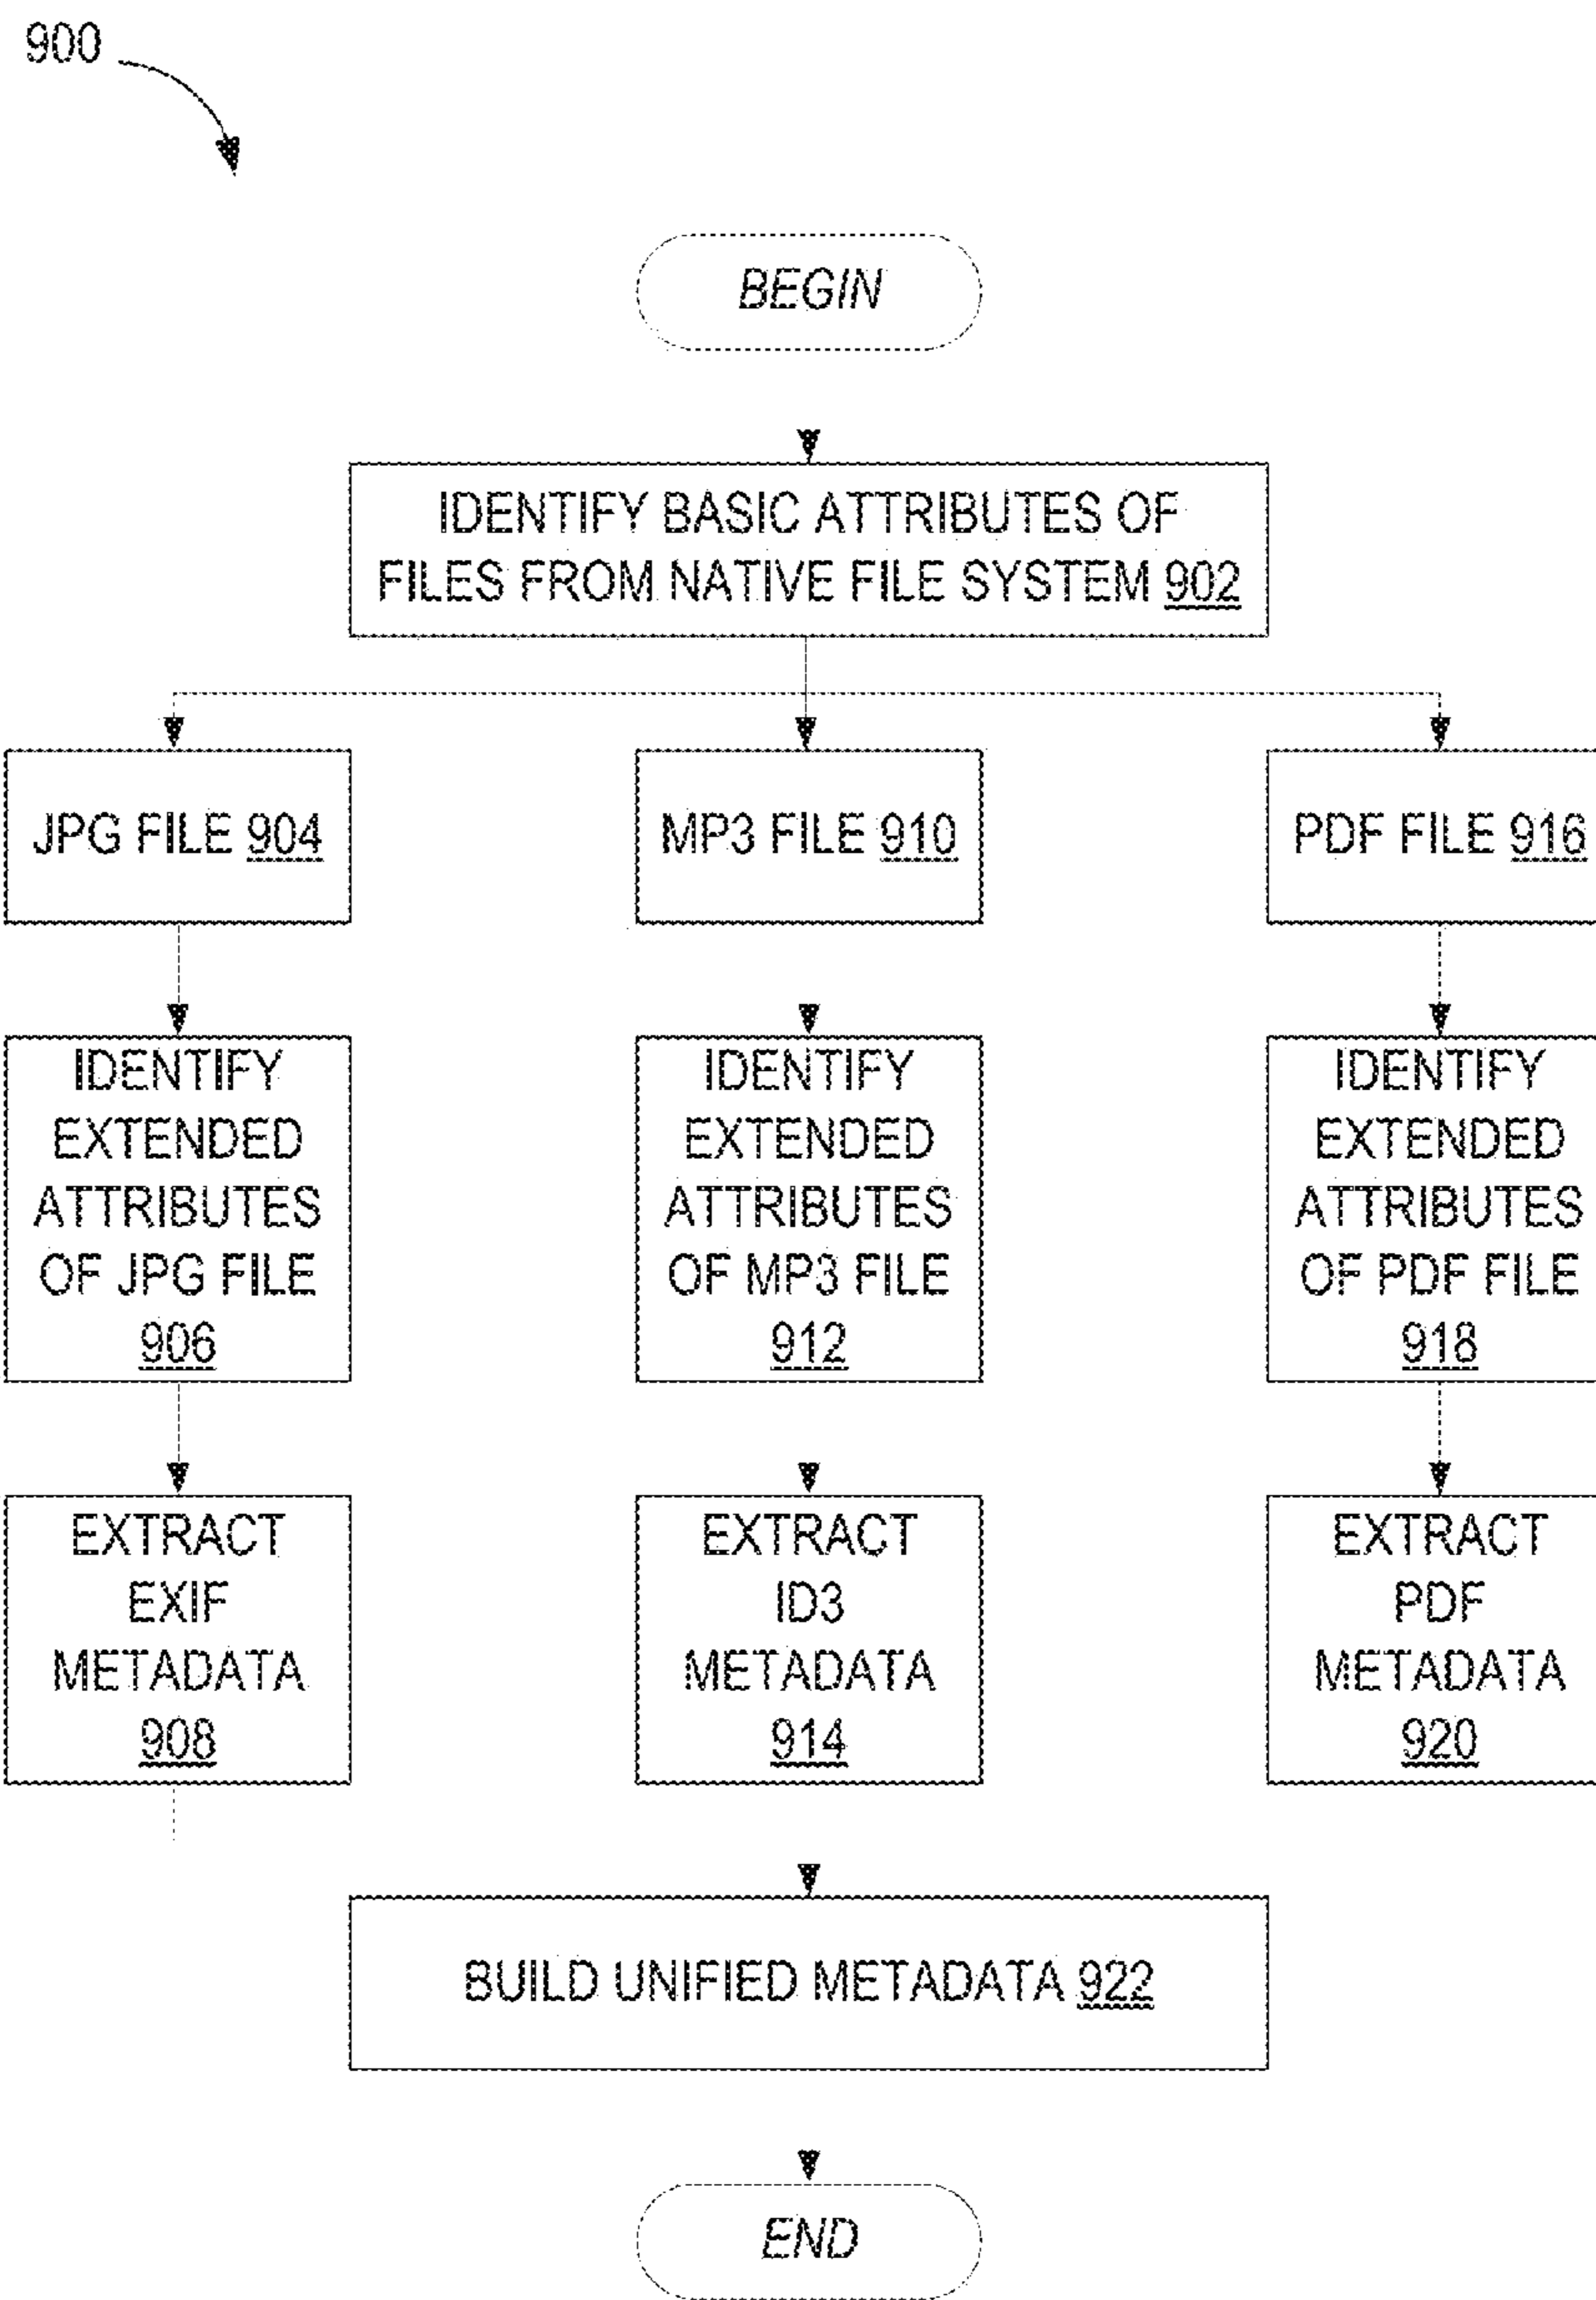 900
BEGIN
IDENTIFY BASIC ATTRIBUTES OF
FILES FROM NATIVE FILE SYSTEM 902
JPG FILE 904
MP3 FILE 910
PDF FILE 916
IDENTIFY
EXTENDED
ATTRIBUTES
OF JPG FILE
906
IDENTIFY
EXTENDED
ATTRIBUTES
OF MP3 FILE
912
IDENTIFY
EXTENDED
ATTRIBUTES
OF PDF FILE
918
EXTRACT
EXIF
METADATA
908
EXTRACT
ID3
METADATA
914
EXTRACT
PDF
METADATA
920
BUILD UNIFIED METADATA 922
END